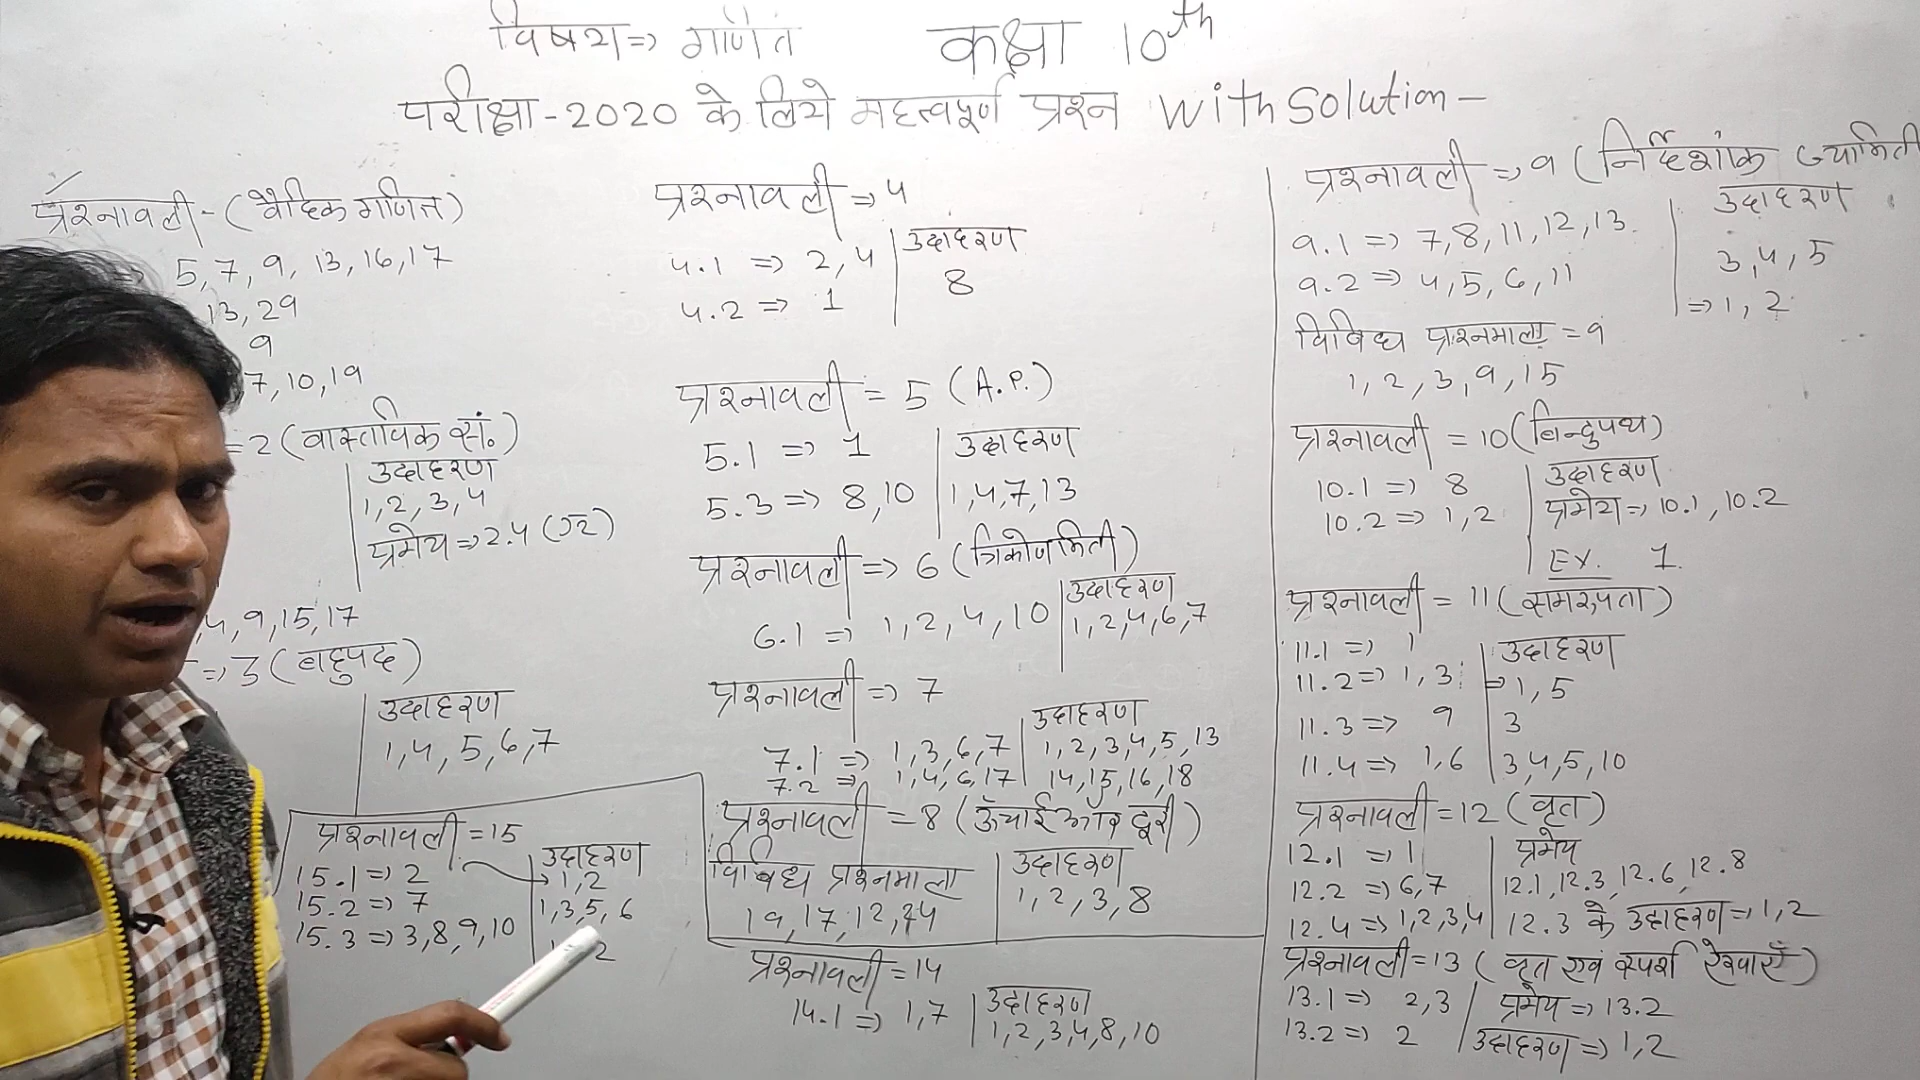 विषय => गणित कक्षा 10th
परीक्षा-2020 के लिये महत्वपूर्ण प्रश्न With Solution -
प्रश्नावली - (वैदिक गणित)
=> 5, 7, 9, 13, 16, 17
13, 29
9
7, 10, 19
=2 (वास्तविक सं.)
उदाहरण
1, 2, 3, 4
प्रमेय => 2.4 (√2)
4, 9, 15, 17
=> 3 (बहुपद)
उदाहरण
1, 4, 5, 6, 7
प्रश्नावली = 15
उदाहरण
15.1 => 2 1, 2
15.2 => 7 1, 3, 5, 6
15.3 => 3, 8, 9, 10 2
प्रश्नावली => 4
उदाहरण
4.1 => 2, 4 8
4.2 => 1
प्रश्नावली = 5 (A.P.)
5.1 => 1 उदाहरण
5.3 => 8, 10 1, 4, 7, 13
प्रश्नावली => 6 (त्रिकोणमिती)
उदाहरण
6.1 => 1, 2, 4, 10 1, 2, 4, 6, 7
प्रश्नावली => 7
उदाहरण
7.1 => 1, 3, 6, 7 1, 2, 3, 4, 5, 13
7.2 => 1, 4, 6, 17 14, 15, 16, 18
प्रश्नावली = 8 (ऊँचाई और दूरी)
विविध प्रश्नमाला उदाहरण
19, 17, 12, 1, 2, 3, 8
प्रश्नावली = 14
उदाहरण
14.1 => 1, 7 1, 2, 3, 4, 8, 10
प्रश्नावली => 9 (निर्देशांक ज्यामिती
उदाहरण
9.1 => 7, 8, 11, 12, 13 3, 4, 5
9.2 => 4, 5, 6, 11 => 1, 2
विविध प्रश्नमाला = 9
1, 2, 3, 9, 15
प्रश्नावली = 10 (बिन्दुपथ)
उदाहरण
10.1 => 8 प्रमेय => 10.1, 10.2
10.2 => 1, 2
Ex. 1
प्रश्नावली = 11 (समरुपता)
11.1 => 1 उदाहरण
11.2 => 1, 3 => 1, 5
11.3 => 9 3
11.4 => 1, 6 3, 4, 5, 10
प्रश्नावली = 12 (वृत)
12.1 => 1 प्रमेय
12.2 => 6, 7 12.1, 12.3, 12.6, 12.8
12.4 => 1, 2, 3, 4 12.3 के उदाहरण => 1, 2
प्रश्नावली = 13 (वृत एवं स्पर्श रेखाएँ)
13.1 => 2, 3 प्रमेय => 13.2
13.2 => 2 उदाहरण => 1, 2